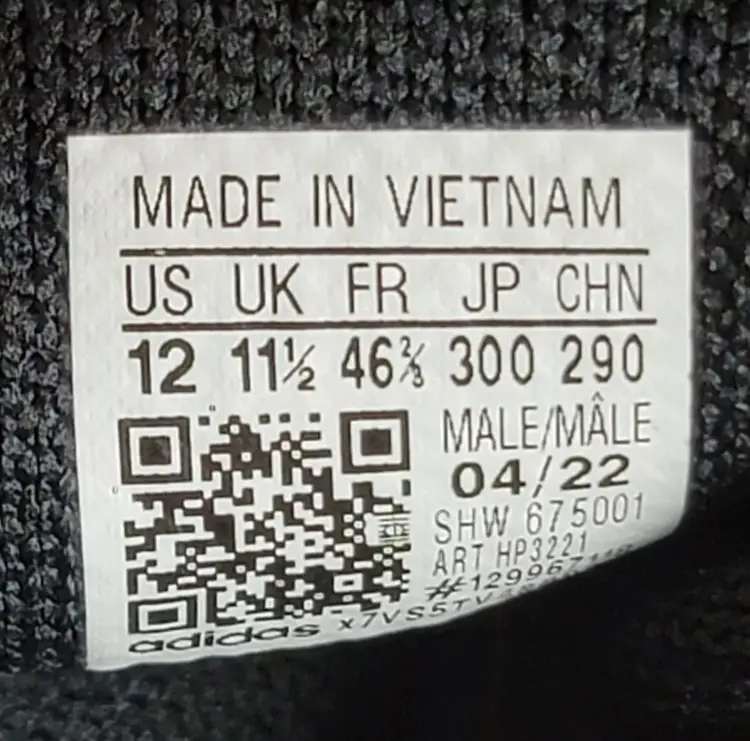 MADE IN VIETNAM
US UK FR JP CHN
12 11½ 46⅔ 300 290
MALE/MÂLE
04/22
SHW 675001
ART HP3221
adidas